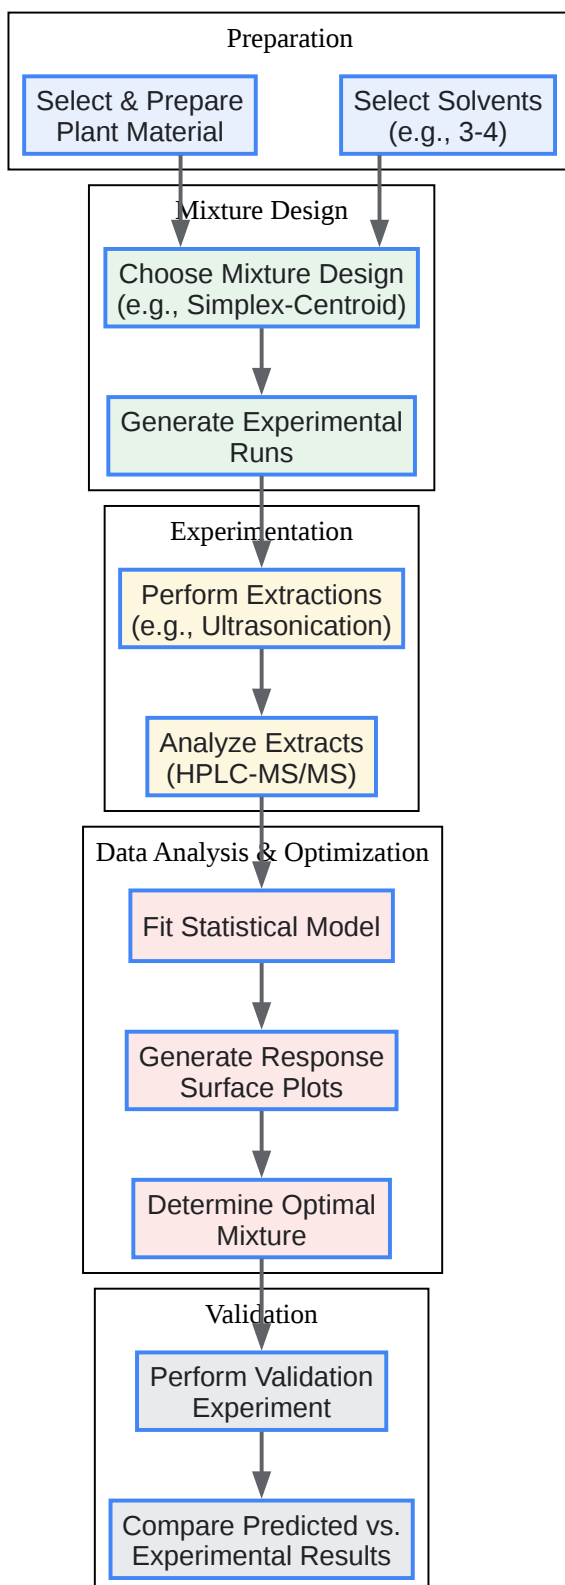 Preparation
Select & Prepare
Plant Material
Select Solvents
(e.g., 3-4)
Mixture Design
Choose Mixture Design
(e.g., Simplex-Centroid)
Generate Experimental
Runs
Experimentation
Perform Extractions
(e.g., Ultrasonication)
Analyze Extracts
(HPLC-MS/MS)
Data Analysis & Optimization
Fit Statistical Model
Generate Response
Surface Plots
Determine Optimal
Mixture
Validation
Perform Validation
Experiment
Compare Predicted vs.
Experimental Results